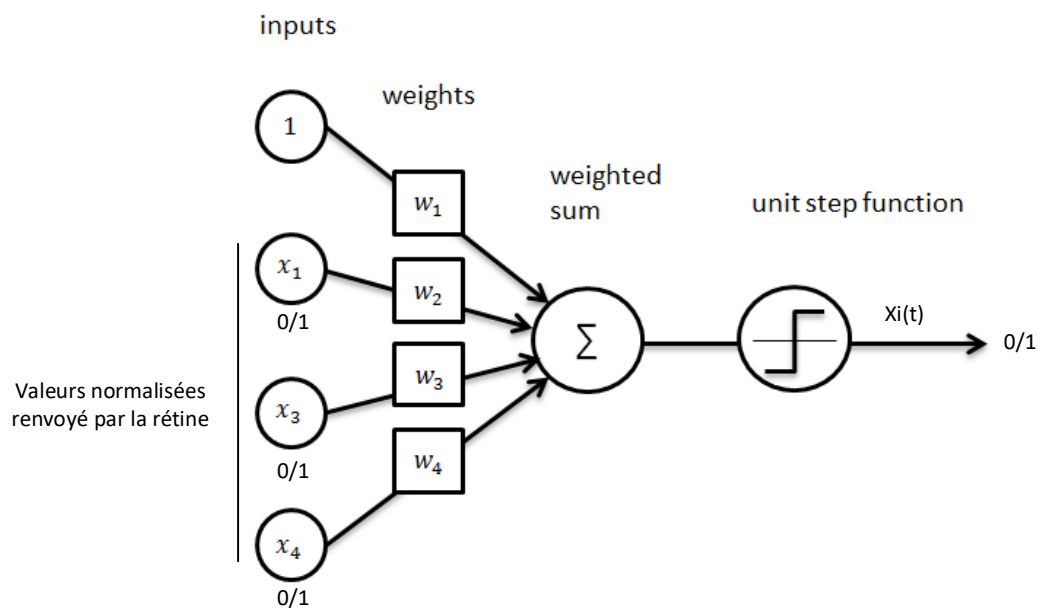 inputs
weights
1
weighted
sum
unit step function
w₁
x₁
w₂
0/1
∑
Xi(t)
0/1
Valeurs normalisées
renvoyé par la rétine
w₃
x₃
0/1
w₄
x₄
0/1